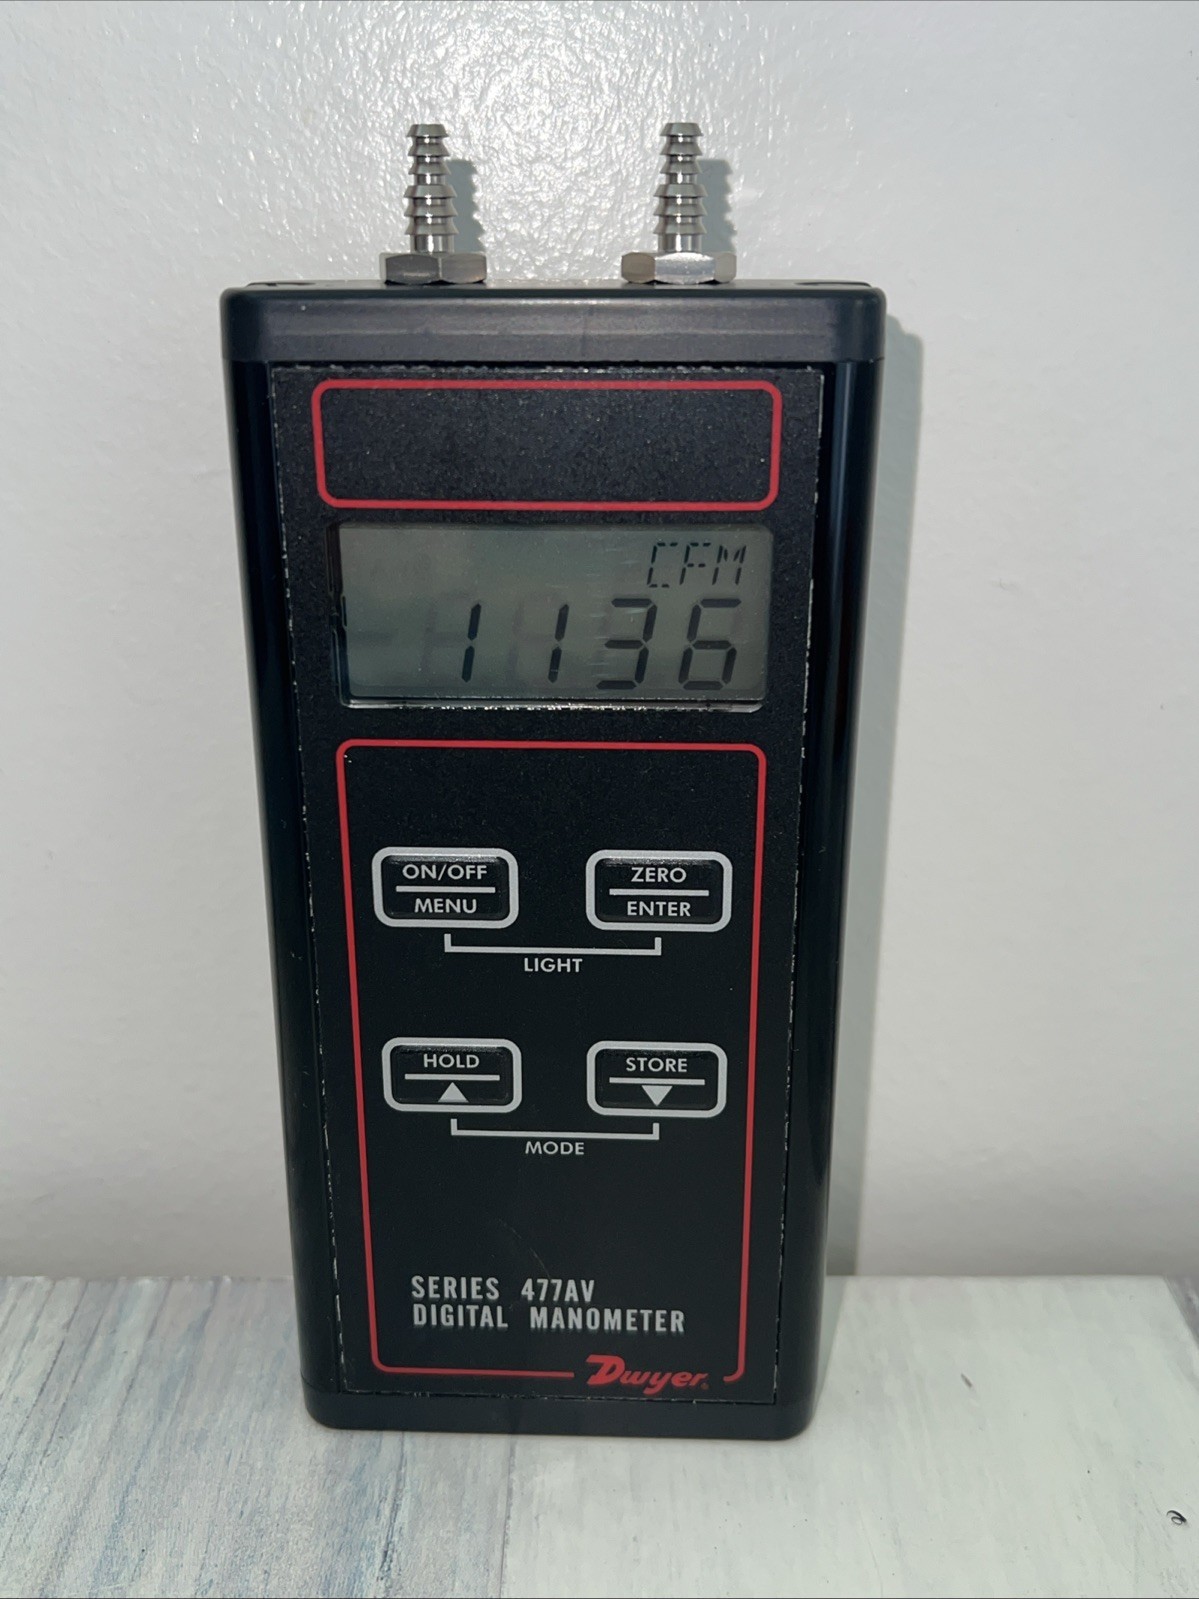 CFM
1136
ON/OFF
MENU
ZERO
ENTER
LIGHT
HOLD
STORE
MODE
SERIES 477AV
DIGITAL MANOMETER
Dwyer®